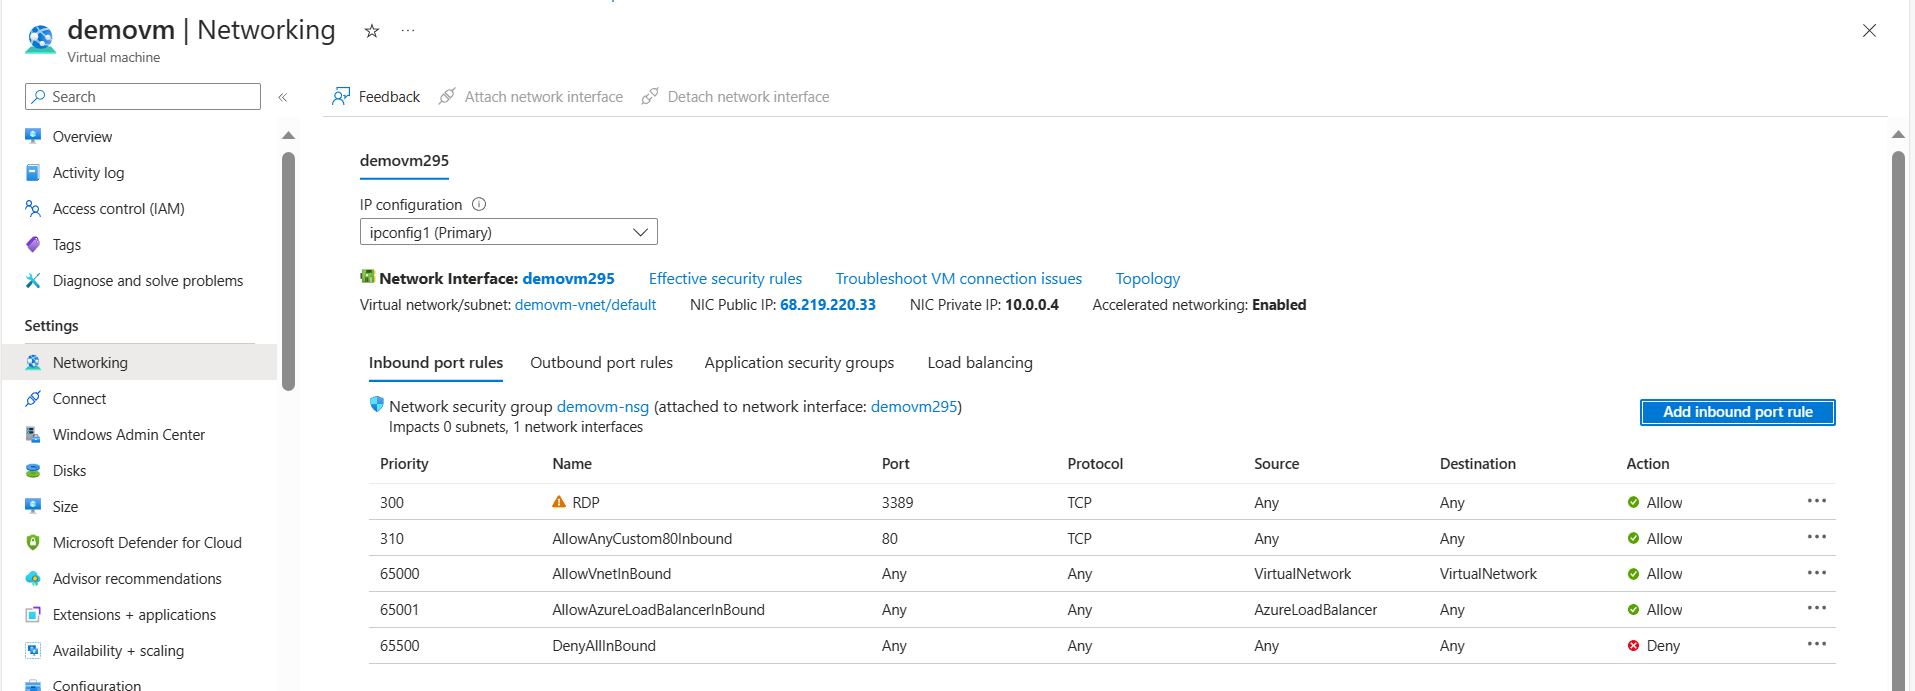 demovm | Networking ☆ ···
Virtual machine
Search
«
Feedback Attach network interface Detach network interface
Overview
Activity log
Access control (IAM)
Tags
Diagnose and solve problems
Settings
Networking
Connect
Windows Admin Center
Disks
Size
Microsoft Defender for Cloud
Advisor recommendations
Extensions + applications
Availability + scaling
Configuration
demovm295
IP configuration
ipconfig1 (Primary)
Network Interface: demovm295 Effective security rules Troubleshoot VM connection issues Topology
Virtual network/subnet: demovm-vnet/default NIC Public IP: 68.219.220.33 NIC Private IP: 10.0.0.4 Accelerated networking: Enabled
Inbound port rules Outbound port rules Application security groups Load balancing
Network security group demovm-nsg (attached to network interface: demovm295)
Impacts 0 subnets, 1 network interfaces
Add inbound port rule
Priority Name Port Protocol Source Destination Action
300 RDP 3389 TCP Any Any Allow ···
310 AllowAnyCustom80Inbound 80 TCP Any Any Allow ···
65000 AllowVnetInBound Any Any VirtualNetwork VirtualNetwork Allow ···
65001 AllowAzureLoadBalancerInBound Any Any AzureLoadBalancer Any Allow ···
65500 DenyAllInBound Any Any Any Any Deny ···